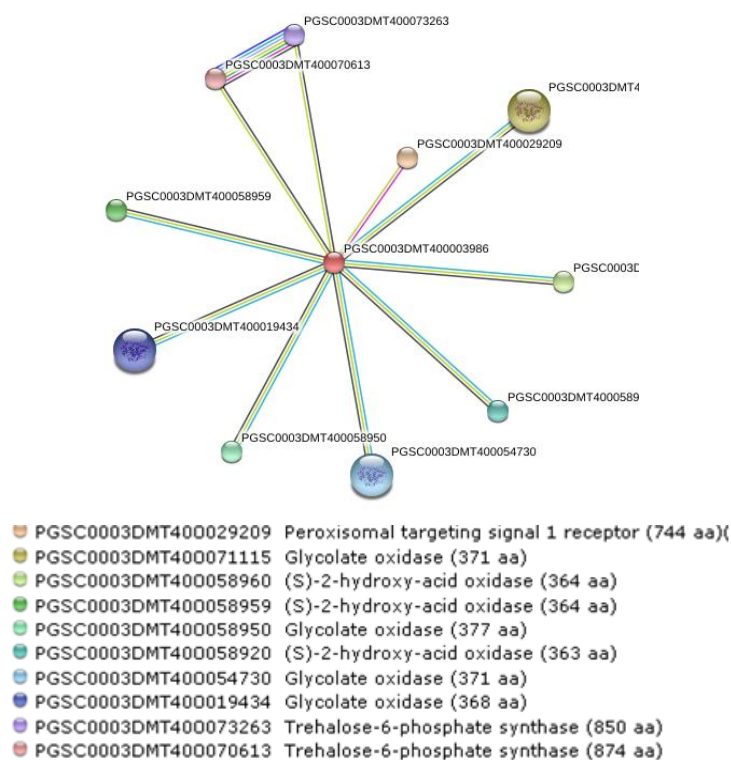 PGSC0003DMT400073263
PGSC0003DMT400070613
PGSC0003DMT4
PGSC0003DMT400029209
PGSC0003DMT400058959
PGSC0003DMT400003986
PGSC0003D
PGSC0003DMT400019434
PGSC0003DMT4000589
PGSC0003DMT400058950
PGSC0003DMT400054730
PGSC0003DMT400029209 Peroxisomal targeting signal 1 receptor (744 aa)(
PGSC0003DMT400071115 Glycolate oxidase (371 aa)
PGSC0003DMT400058960 (S)-2-hydroxy-acid oxidase (364 aa)
PGSC0003DMT400058959 (S)-2-hydroxy-acid oxidase (364 aa)
PGSC0003DMT400058950 Glycolate oxidase (377 aa)
PGSC0003DMT400058920 (S)-2-hydroxy-acid oxidase (363 aa)
PGSC0003DMT400054730 Glycolate oxidase (371 aa)
PGSC0003DMT400019434 Glycolate oxidase (368 aa)
PGSC0003DMT400073263 Trehalose-6-phosphate synthase (850 aa)
PGSC0003DMT400070613 Trehalose-6-phosphate synthase (874 aa)